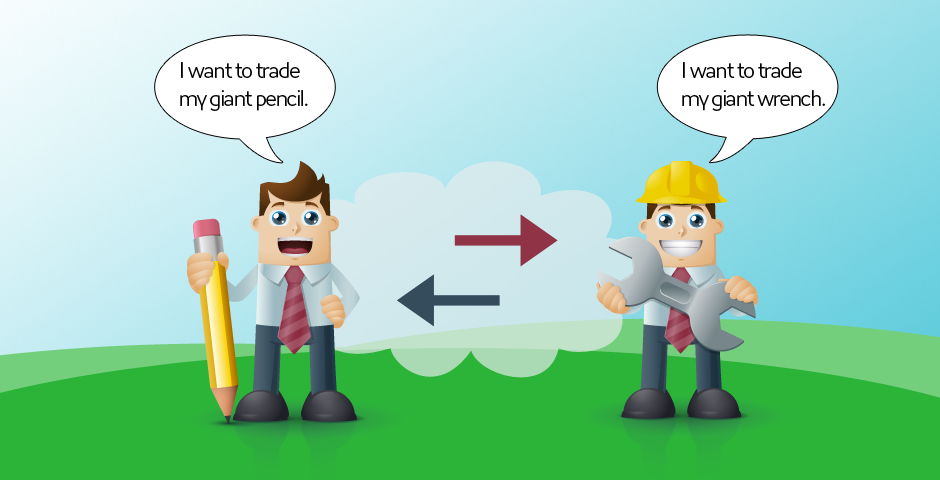 I want to trade
my giant pencil.
I want to trade
my giant wrench.